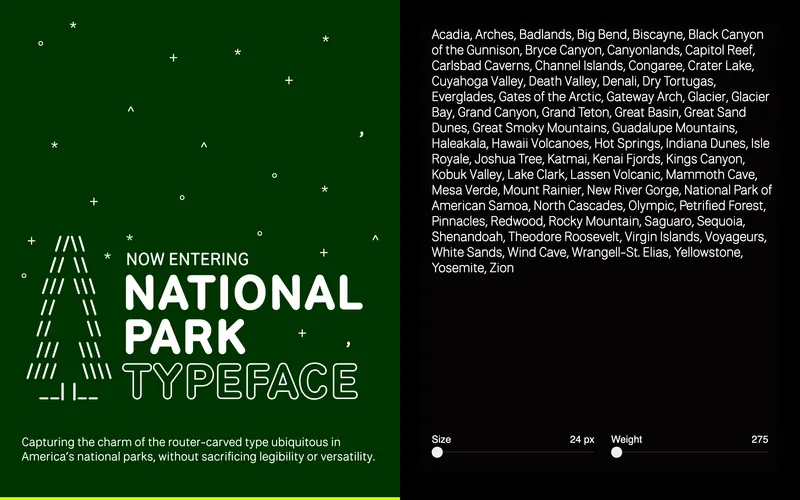 NOW ENTERING
NATIONAL
PARK
TYPEFACE
Capturing the charm of the router-carved type ubiquitous in
America's national parks, without sacrificing legibility or versatility.
Acadia, Arches, Badlands, Big Bend, Biscayne, Black Canyon
of the Gunnison, Bryce Canyon, Canyonlands, Capitol Reef,
Carlsbad Caverns, Channel Islands, Congaree, Crater Lake,
Cuyahoga Valley, Death Valley, Denali, Dry Tortugas,
Everglades, Gates of the Arctic, Gateway Arch, Glacier, Glacier
Bay, Grand Canyon, Grand Teton, Great Basin, Great Sand
Dunes, Great Smoky Mountains, Guadalupe Mountains,
Haleakala, Hawaii Volcanoes, Hot Springs, Indiana Dunes, Isle
Royale, Joshua Tree, Katmai, Kenai Fjords, Kings Canyon,
Kobuk Valley, Lake Clark, Lassen Volcanic, Mammoth Cave,
Mesa Verde, Mount Rainier, New River Gorge, National Park of
American Samoa, North Cascades, Olympic, Petrified Forest,
Pinnacles, Redwood, Rocky Mountain, Saguaro, Sequoia,
Shenandoah, Theodore Roosevelt, Virgin Islands, Voyageurs,
White Sands, Wind Cave, Wrangell-St. Elias, Yellowstone,
Yosemite, Zion
Size 24 px Weight 275